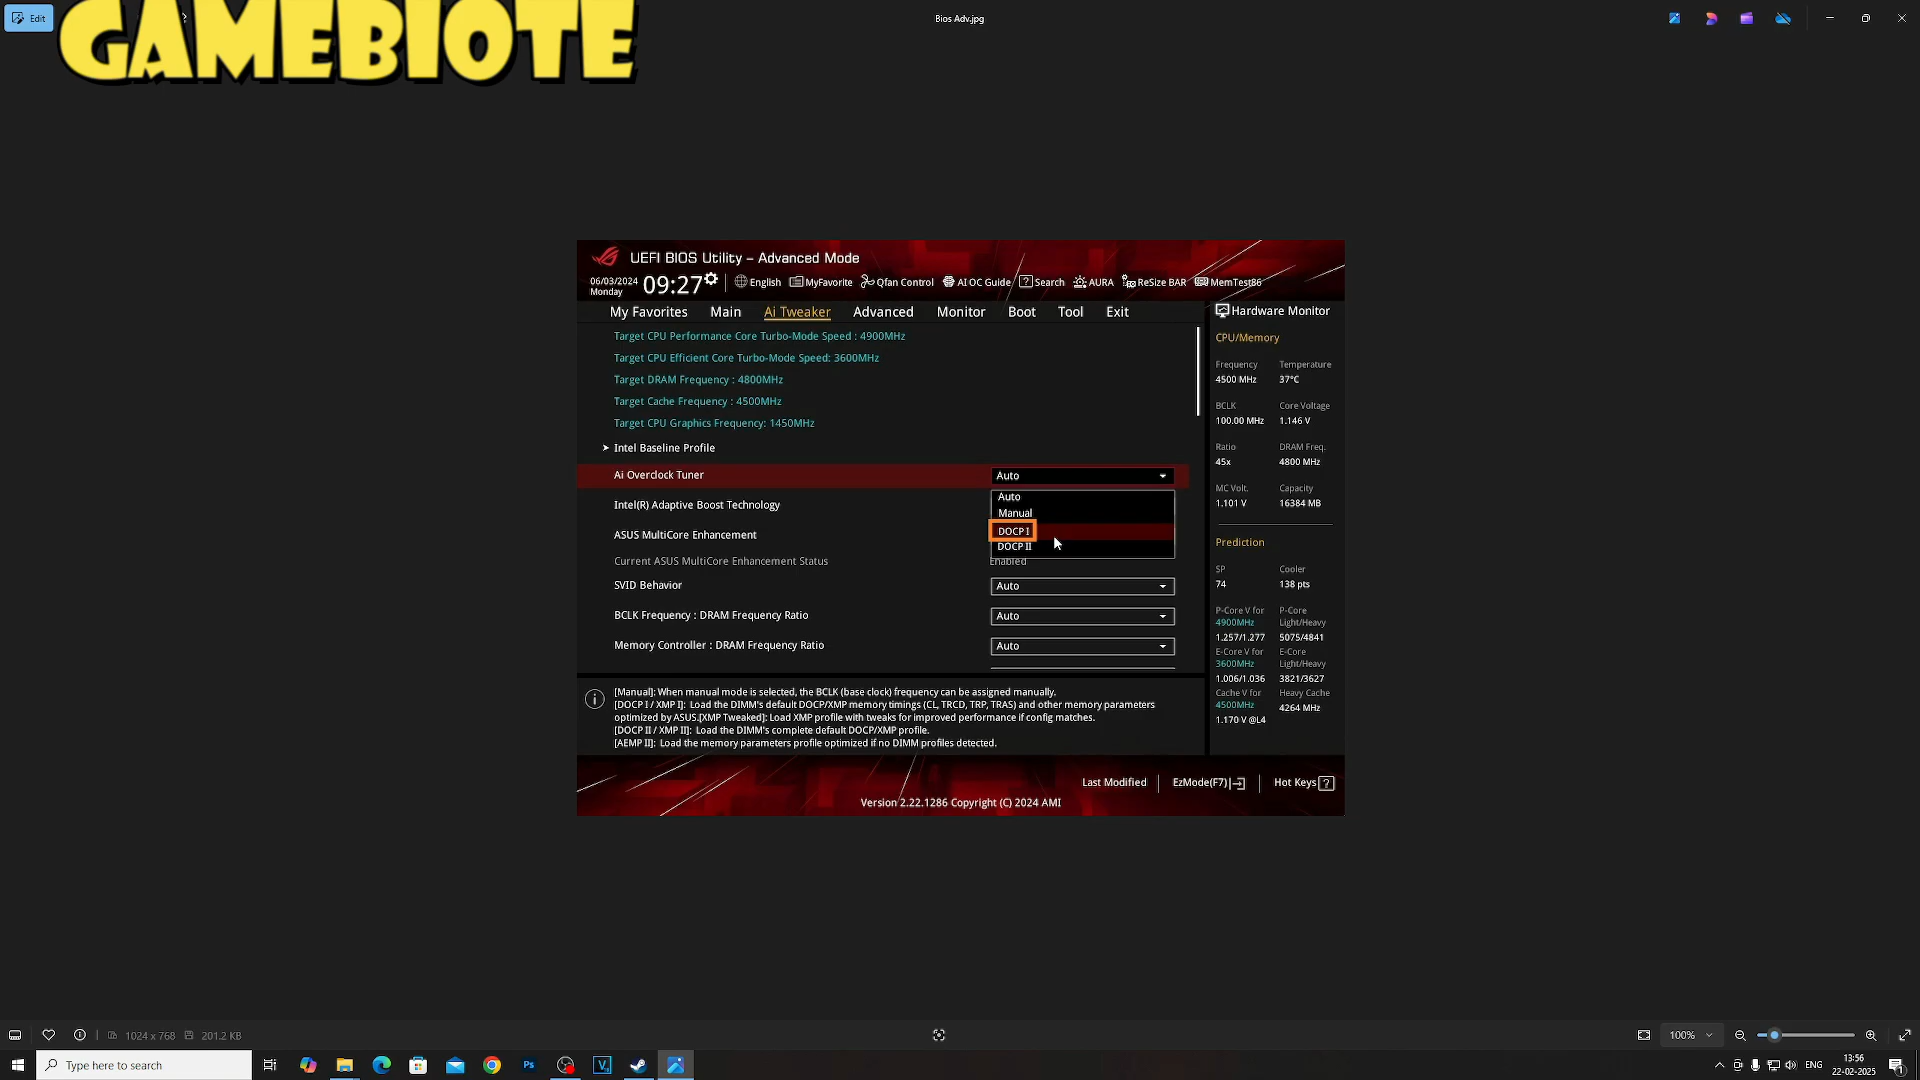 Edit
GAMEBIOTE
Bios Adv.jpg
UEFI BIOS Utility – Advanced Mode
06/03/2024
Monday
09:27
English
MyFavorite
Qfan Control
AI OC Guide
Search
AURA
ReSize BAR
MemTest86
My Favorites
Main
Ai Tweaker
Advanced
Monitor
Boot
Tool
Exit
Hardware Monitor
Target CPU Performance Core Turbo-Mode Speed : 4900MHz
Target CPU Efficient Core Turbo-Mode Speed: 3600MHz
Target DRAM Frequency : 4800MHz
Target Cache Frequency : 4500MHz
Target CPU Graphics Frequency: 1450MHz
Intel Baseline Profile
Ai Overclock Tuner
Auto
Auto
Manual
DOCP I
DOCP II
Intel(R) Adaptive Boost Technology
ASUS MultiCore Enhancement
Current ASUS MultiCore Enhancement Status
Enabled
SVID Behavior
Auto
BCLK Frequency : DRAM Frequency Ratio
Auto
Memory Controller : DRAM Frequency Ratio
Auto
[Manual]: When manual mode is selected, the BCLK (base clock) frequency can be assigned manually.
[DOCP I / XMP I]: Load the DIMM's default DOCP/XMP memory timings (CL, TRCD, TRP, TRAS) and other memory parameters
optimized by ASUS.[XMP Tweaked]: Load XMP profile with tweaks for improved performance if config matches.
[DOCP II / XMP II]: Load the DIMM's complete default DOCP/XMP profile.
[AEMP II]: Load the memory parameters profile optimized if no DIMM profiles detected.
CPU/Memory
Frequency
Temperature
4500 MHz
37°C
BCLK
Core Voltage
100.00 MHz
1.146 V
Ratio
DRAM Freq.
45x
4800 MHz
MC Volt.
Capacity
1.101 V
16384 MB
Prediction
SP
Cooler
74
138 pts
P-Core V for
P-Core
4900MHz
Light/Heavy
1.257/1.277
5075/4841
E-Core V for
E-Core
3600MHz
Light/Heavy
1.006/1.036
3821/3627
Cache V for
Heavy Cache
4500MHz
4264 MHz
1.170 V @L4
Last Modified
EzMode(F7)
Hot Keys ?
Version 2.22.1286 Copyright (C) 2024 AMI
1024 x 768
201.2 KB
100%
Type here to search
Ps
V
ENG
13:56
22-02-2025
1